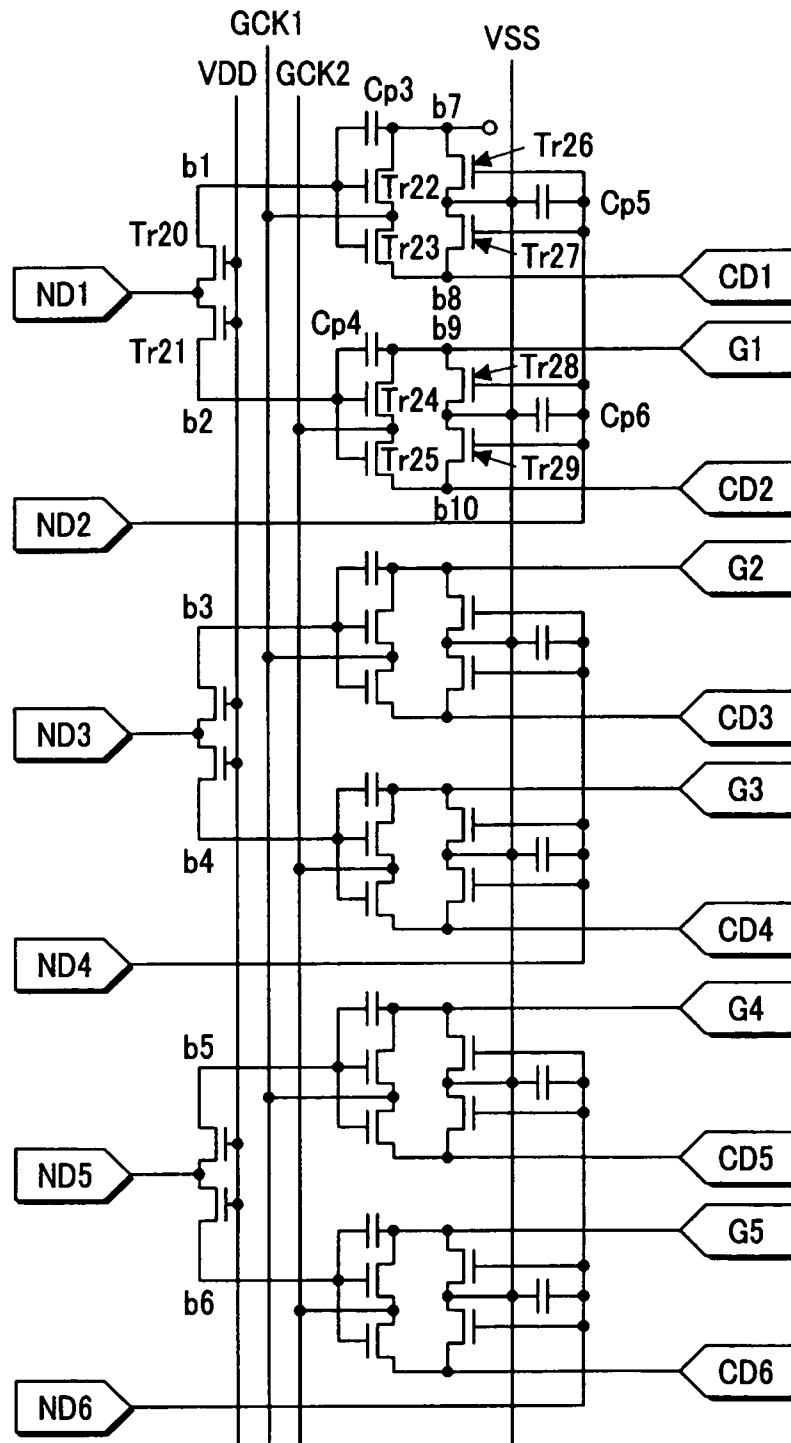 GCK1
VSS
VDD
GCK2
Cp3
b7
Tr26
b1
Tr22
Cp5
Tr20
Tr23
Tr27
ND1
CD1
b8
Tr21
Cp4
b9
G1
Tr28
b2
Tr24
Cp6
Tr25
Tr29
CD2
b10
ND2
G2
b3
ND3
CD3
G3
b4
CD4
ND4
G4
b5
ND5
CD5
G5
b6
CD6
ND6